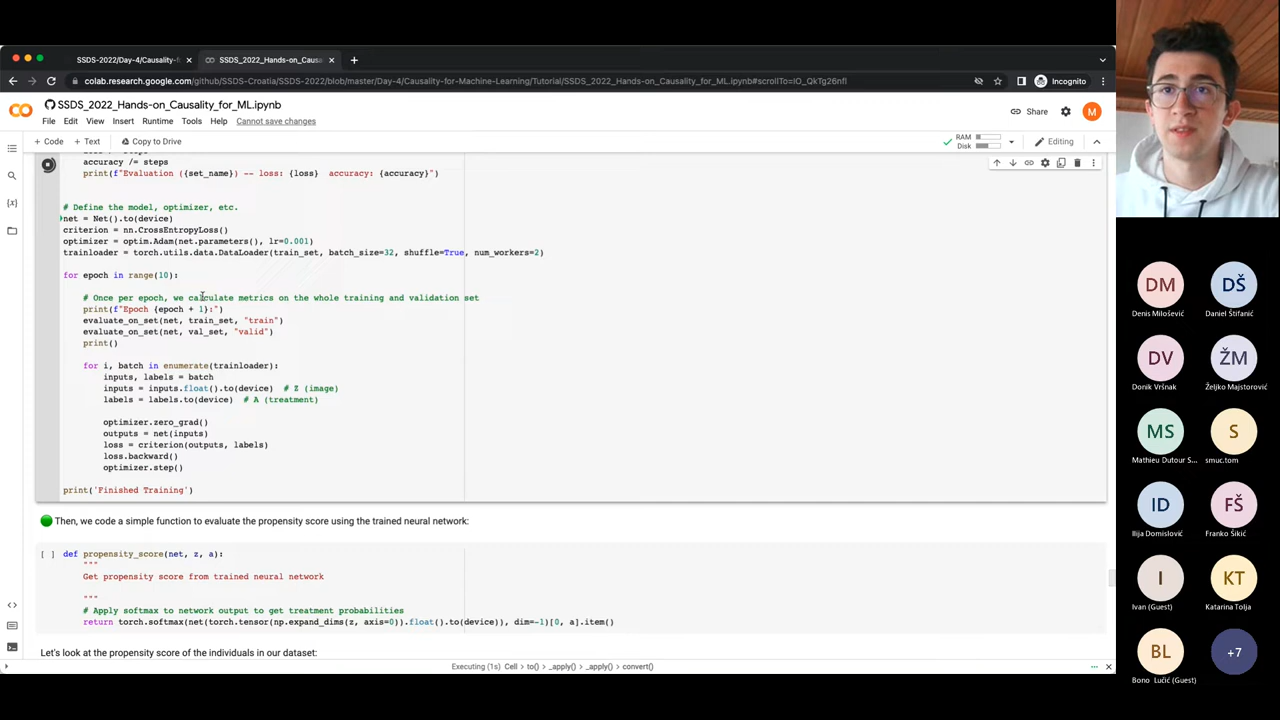 SSDS-2022/Day-4/Causality-f
SSDS_2022_Hands-on_Causa
colab.research.google.com/github/SSDS-Croatia/SSDS-2022/blob/master/Day-4/Causality-for-Machine-Learning/Tutorial/SSDS_2022_Hands_on_Causality_for_ML.ipynb#scrollTo=IO_QkTg26nfI
Incognito
SSDS_2022_Hands-on_Causality_for_ML.ipynb
File Edit View Insert Runtime Tools Help Cannot save changes
Share
M
+ Code + Text Copy to Drive
RAM
Disk
Editing
accuracy /= steps
print(f"Evaluation ({set_name}) -- loss: {loss}  accuracy: {accuracy}")
# Define the model, optimizer, etc.
net = Net().to(device)
criterion = nn.CrossEntropyLoss()
optimizer = optim.Adam(net.parameters(), lr=0.001)
trainloader = torch.utils.data.DataLoader(train_set, batch_size=32, shuffle=True, num_workers=2)
for epoch in range(10):
# Once per epoch, we calculate metrics on the whole training and validation set
print(f"Epoch {epoch + 1}:")
evaluate_on_set(net, train_set, "train")
evaluate_on_set(net, val_set, "valid")
print()
for i, batch in enumerate(trainloader):
inputs, labels = batch
inputs = inputs.float().to(device)  # Z (image)
labels = labels.to(device)  # A (treatment)
optimizer.zero_grad()
outputs = net(inputs)
loss = criterion(outputs, labels)
loss.backward()
optimizer.step()
print('Finished Training')
Then, we code a simple function to evaluate the propensity score using the trained neural network:
[ ] def propensity_score(net, z, a):
"""
Get propensity score from trained neural network
"""
# Apply softmax to network output to get treatment probabilities
return torch.softmax(net(torch.tensor(np.expand_dims(z, axis=0)).float().to(device)), dim=-1)[0, a].item()
Let's look at the propensity score of the individuals in our dataset:
Executing (1s) Cell > to() > _apply() > _apply() > convert()
DM
Denis Milošević
DŠ
Daniel Štifanić
DV
Donik Vršnak
ŽM
Željko Majstorović
MS
Mathieu Dutour S...
S
smuc.tom
ID
Ilija Domislović
FŠ
Franko Šikić
I
Ivan (Guest)
KT
Katarina Tolja
BL
Bono Lučić (Guest)
+7